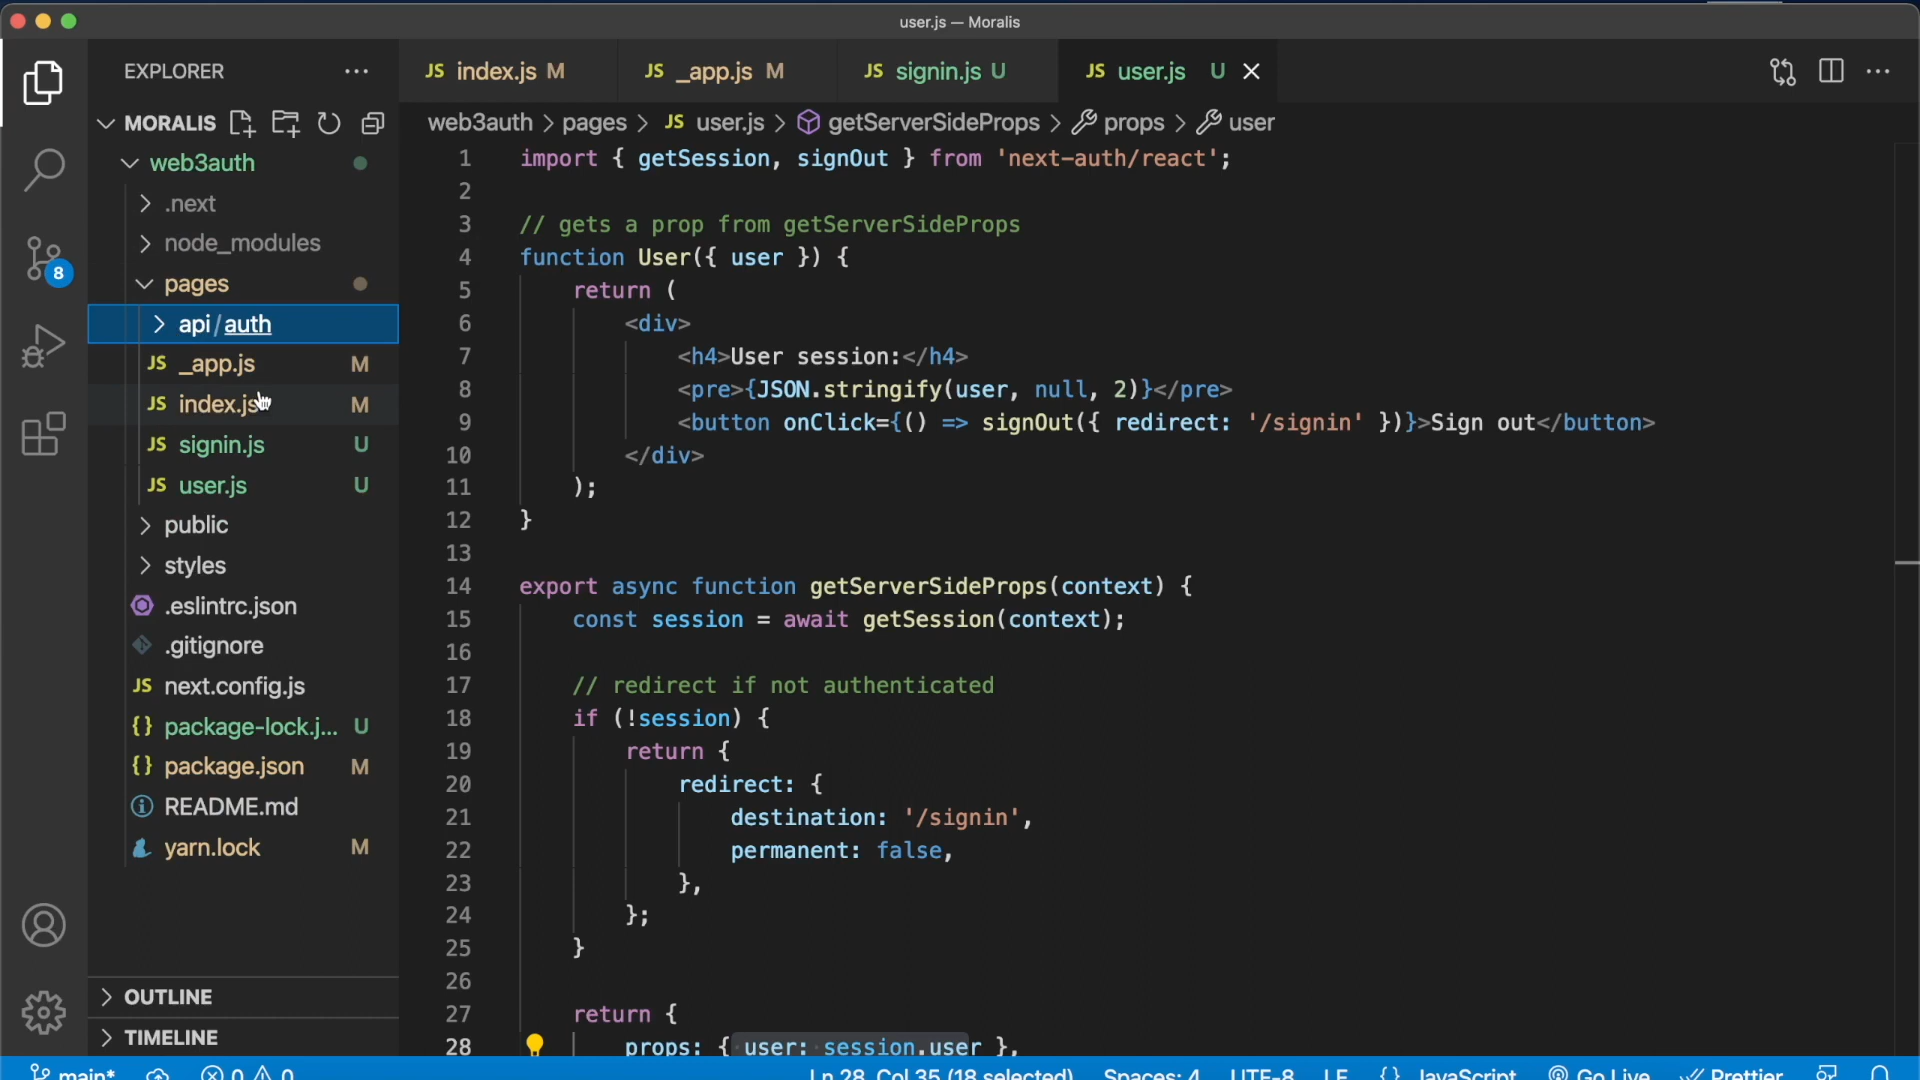 user.js — Moralis
EXPLORER
JS index.js M
JS _app.js M
JS signin.js U
JS user.js U
MORALIS
web3auth > pages > JS user.js > getServerSideProps > props > user
web3auth
.next
node_modules
pages
api/auth
JS _app.js M
JS index.js M
JS signin.js U
JS user.js U
public
styles
.eslintrc.json
.gitignore
JS next.config.js
{} package-lock.j... U
{} package.json M
README.md
yarn.lock M
OUTLINE
TIMELINE
8
1 import { getSession, signOut } from 'next-auth/react';
2
3 // gets a prop from getServerSideProps
4 function User({ user }) {
5 return (
6 <div>
7 <h4>User session:</h4>
8 <pre>{JSON.stringify(user, null, 2)}</pre>
9 <button onClick={() => signOut({ redirect: '/signin' })}>Sign out</button>
10 </div>
11 );
12 }
13
14 export async function getServerSideProps(context) {
15 const session = await getSession(context);
16
17 // redirect if not authenticated
18 if (!session) {
19 return {
20 redirect: {
21 destination: '/signin',
22 permanent: false,
23 },
24 };
25 }
26
27 return {
28 props: { user: session.user },
main* 0 0 Ln 28, Col 35 (18 selected) Spaces: 4 UTF-8 LF {} JavaScript Go Live Prettier